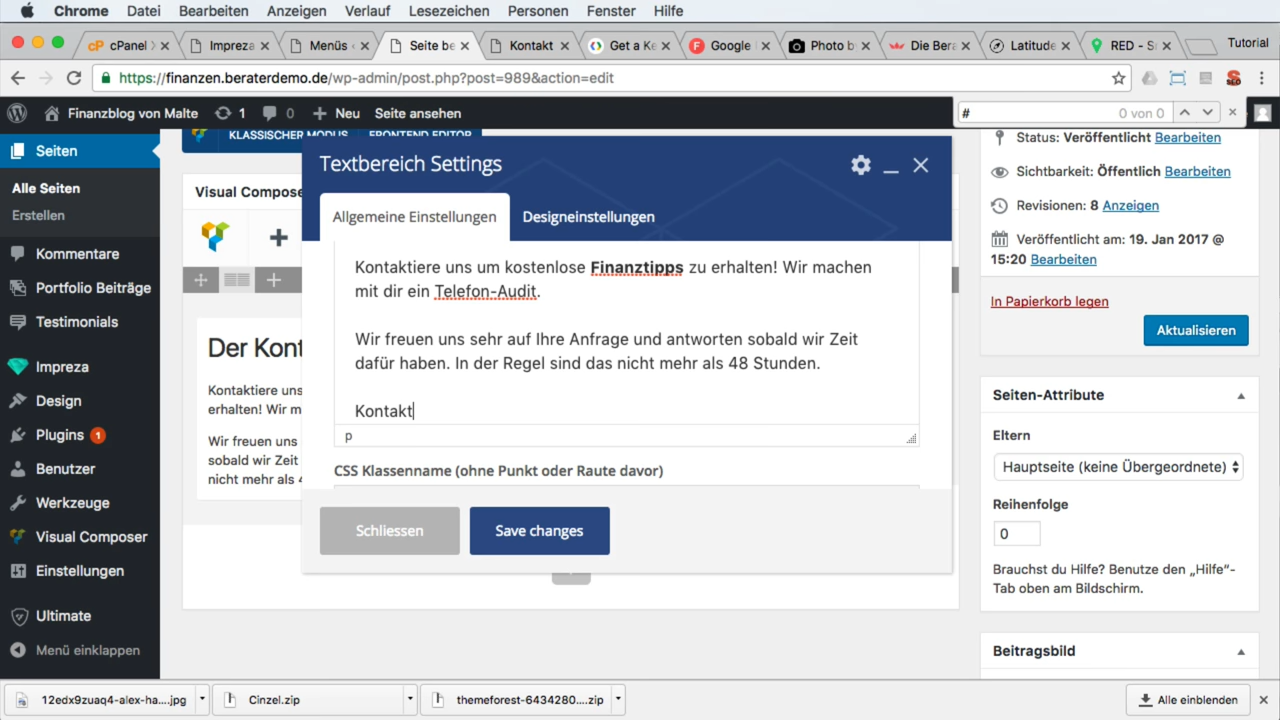 Chrome Datei Bearbeiten Anzeigen Verlauf Lesezeichen Personen Fenster Hilfe
cPanel Impreza Menüs Seite be Kontakt Get a Ke Google Photo b Die Bera Latitude RED - S Tutorial
https://finanzen.beraterdemo.de/wp-admin/post.php?post=989&action=edit
Finanzblog von Malte 1 0 Neu Seite ansehen
# 0 von 0
Seiten
Alle Seiten
Erstellen
Kommentare
Portfolio Beiträge
Testimonials
Impreza
Design
Plugins 1
Benutzer
Werkzeuge
Visual Composer
Einstellungen
Ultimate
Menü einklappen
KLASSISCHER MODUS FRONTEND EDITOR
Visual Compose
Der Kont
Kontaktiere uns
erhalten! Wir m
Wir freuen uns
sobald wir Zeit
nicht mehr als 4
Textbereich Settings
Allgemeine Einstellungen Designeinstellungen
Kontaktiere uns um kostenlose Finanztipps zu erhalten! Wir machen
mit dir ein Telefon-Audit.
Wir freuen uns sehr auf Ihre Anfrage und antworten sobald wir Zeit
dafür haben. In der Regel sind das nicht mehr als 48 Stunden.
Kontakt
p
CSS Klassenname (ohne Punkt oder Raute davor)
Schliessen Save changes
Status: Veröffentlicht Bearbeiten
Sichtbarkeit: Öffentlich Bearbeiten
Revisionen: 8 Anzeigen
Veröffentlicht am: 19. Jan 2017 @
15:20 Bearbeiten
In Papierkorb legen
Aktualisieren
Seiten-Attribute
Eltern
Hauptseite (keine Übergeordnete)
Reihenfolge
0
Brauchst du Hilfe? Benutze den „Hilfe“-
Tab oben am Bildschirm.
Beitragsbild
12edx9zuaq4-alex-ha....jpg Cinzel.zip themeforest-6434280....zip Alle einblenden